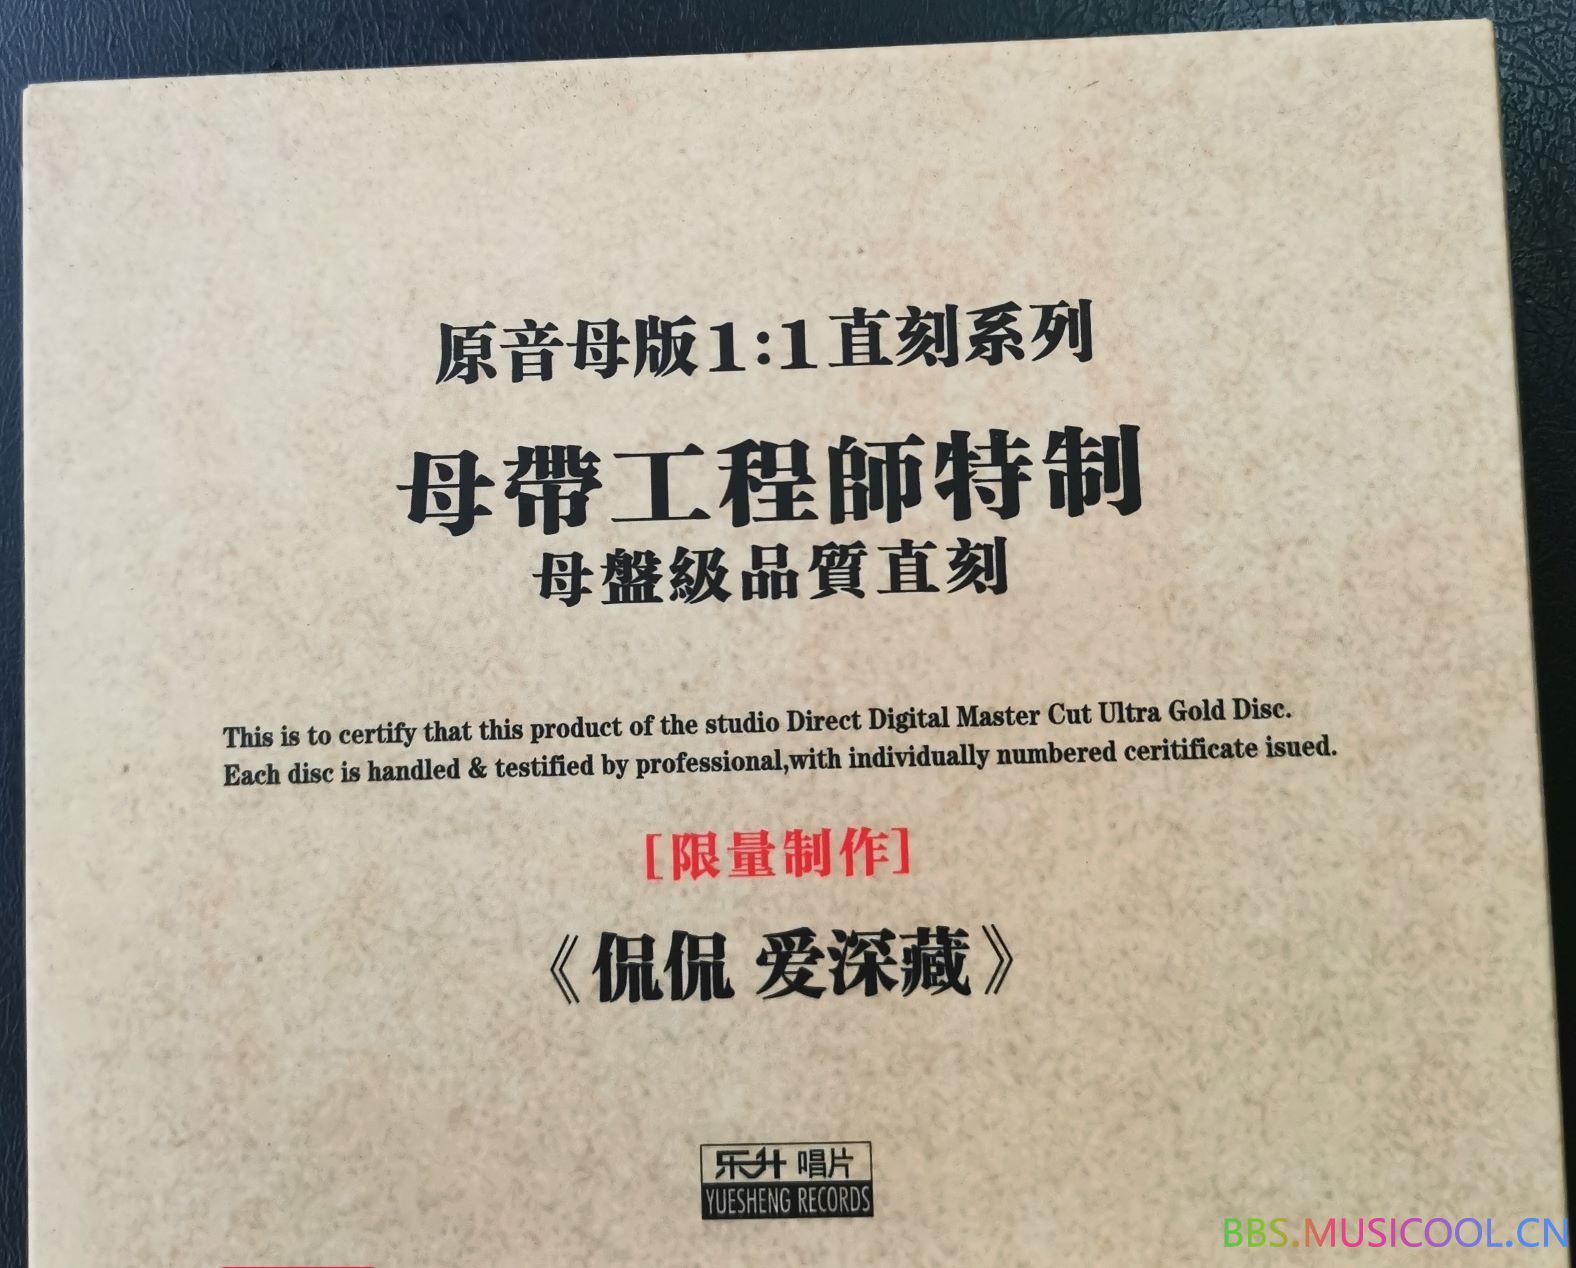 原音母版1:1直刻系列
母帶工程師特制
母盤級品質直刻
This is to certify that this product of the studio Direct Digital Master Cut Ultra Gold Disc.
Each disc is handled & testified by professional,with individually numbered ceritificate isued.
[限量制作]
《侃侃 爱深藏》
乐升 唱片
YUESHENG RECORDS
BBS.MUSICOOL.CN